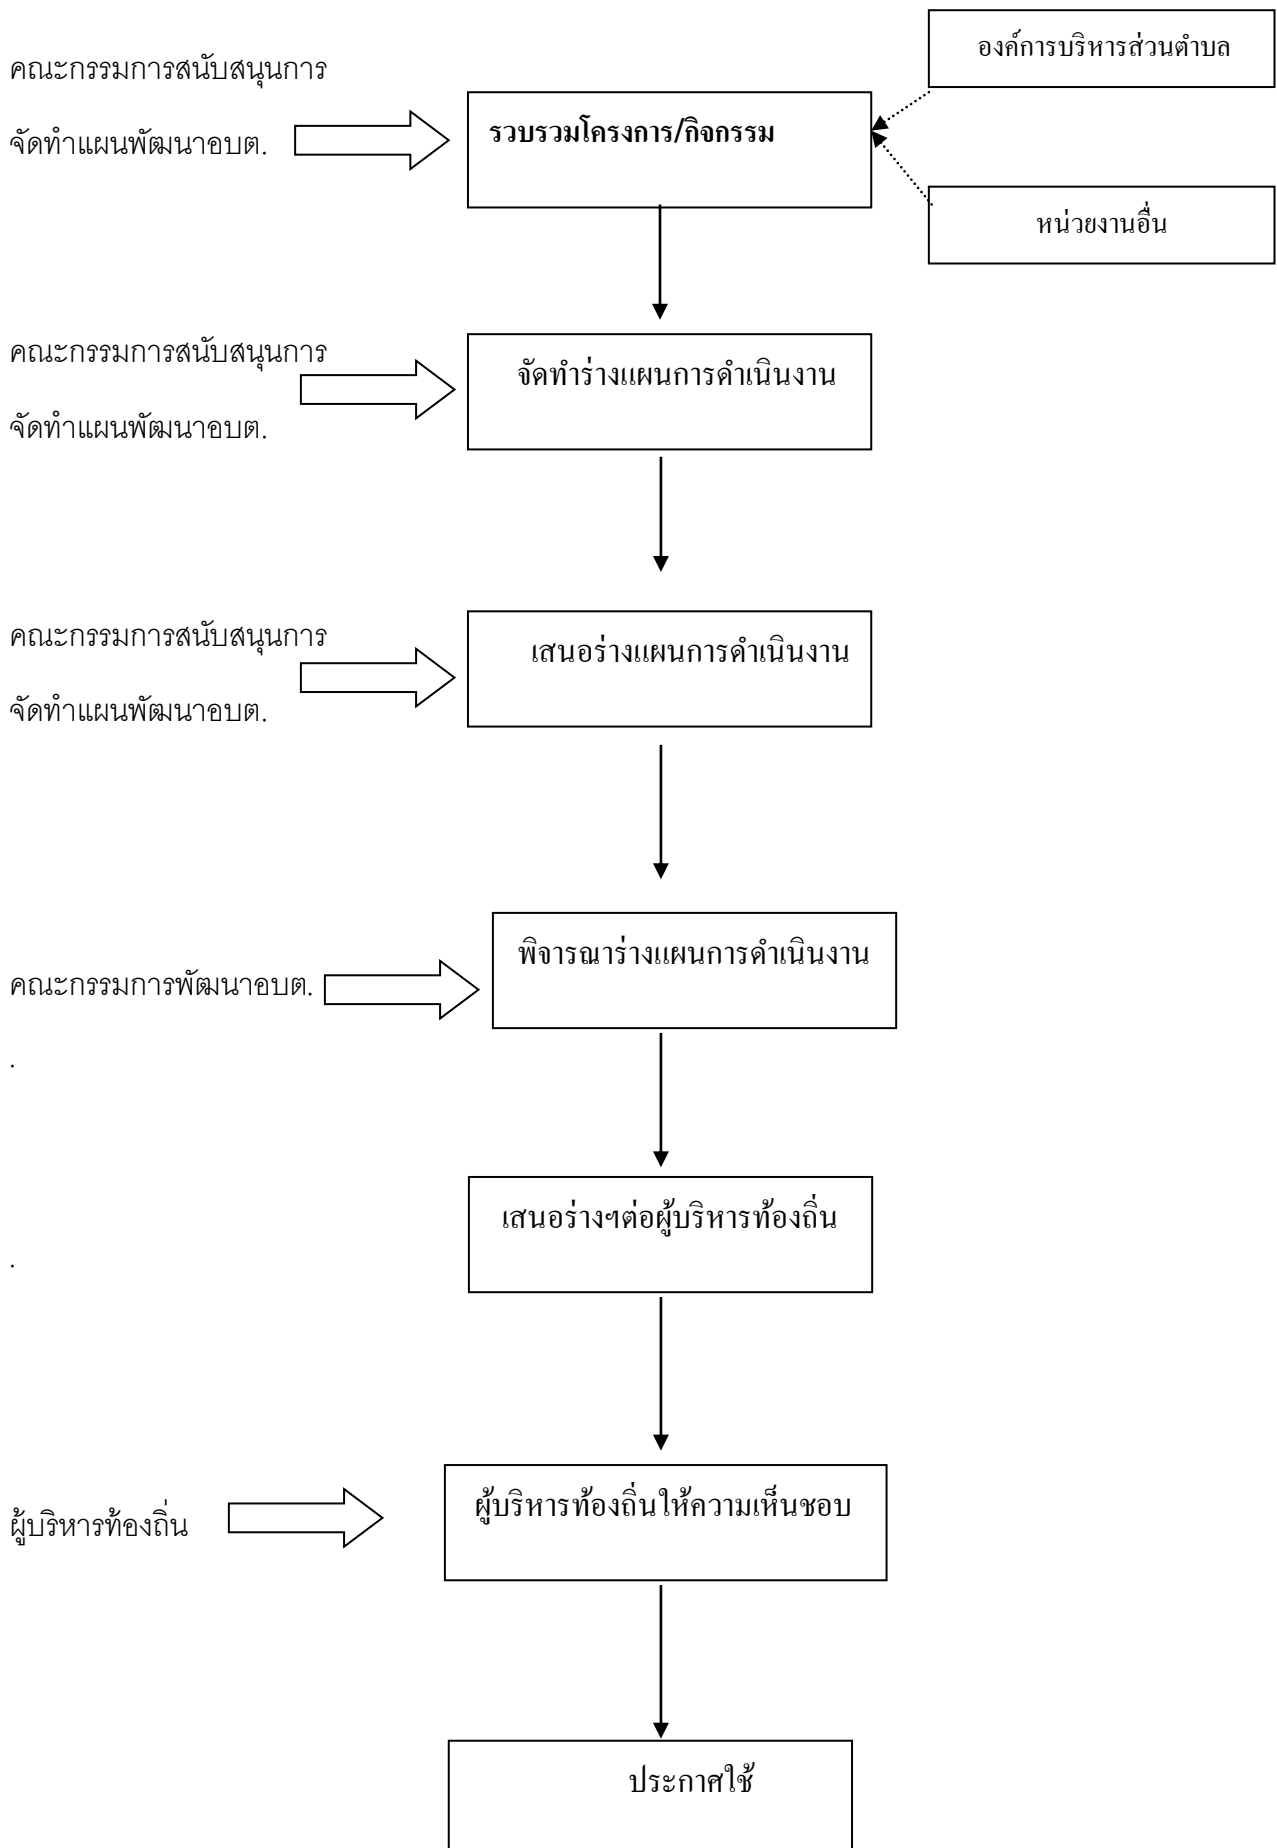 องค์การบริหารส่วนตำบล
คณะกรรมการสนับสนุนการ
จัดทำแผนพัฒนาอบต.
รวบรวมโครงการ/กิจกรรม
หน่วยงานอื่น
คณะกรรมการสนับสนุนการ
จัดทำแผนพัฒนาอบต.
จัดทำร่างแผนการดำเนินงาน
คณะกรรมการสนับสนุนการ
จัดทำแผนพัฒนาอบต.
เสนอร่างแผนการดำเนินงาน
คณะกรรมการพัฒนาอบต.
พิจารณาร่างแผนการดำเนินงาน
.
เสนอร่างฯต่อผู้บริหารท้องถิ่น
.
ผู้บริหารท้องถิ่น
ผู้บริหารท้องถิ่นให้ความเห็นชอบ
ประกาศใช้